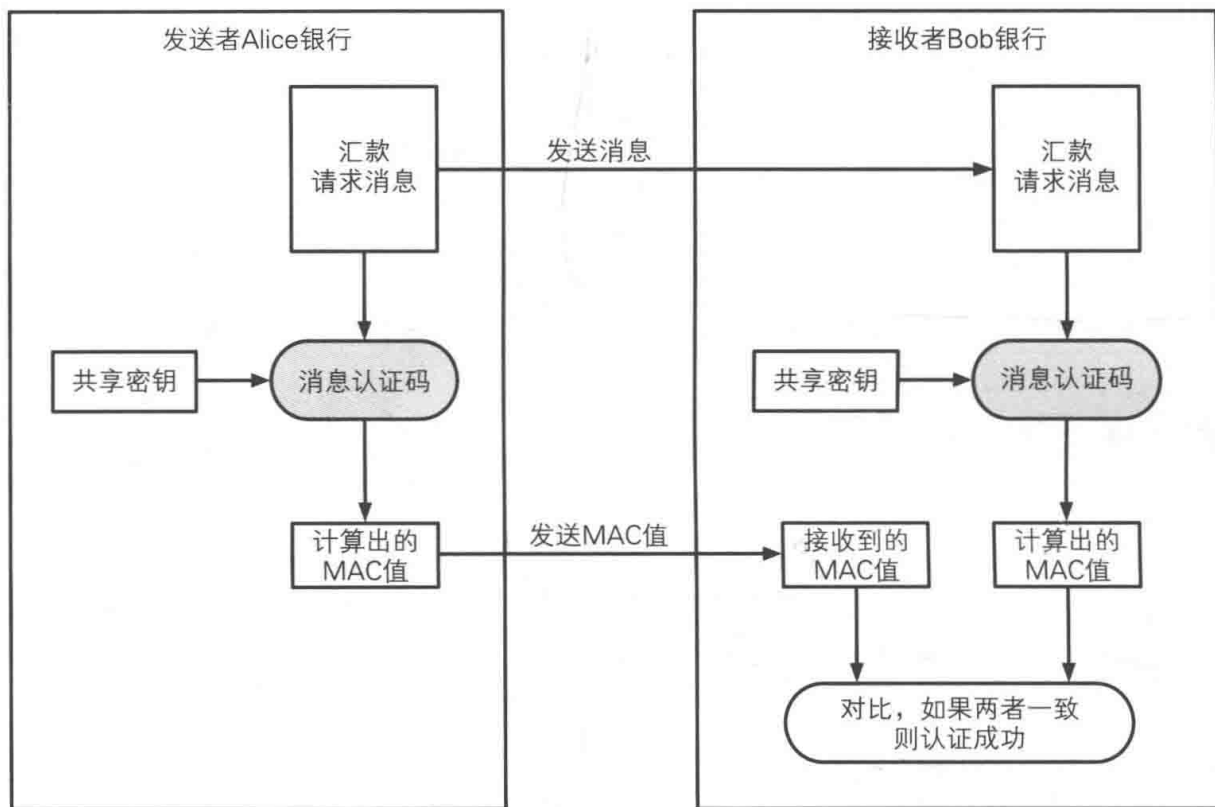 发送者Alice银行
接收者Bob银行
汇款
请求消息
发送消息
汇款
请求消息
共享密钥
消息认证码
共享密钥
消息认证码
计算出的
MAC值
发送MAC值
接收到的
MAC值
计算出的
MAC值
对比，如果两者一致
则认证成功